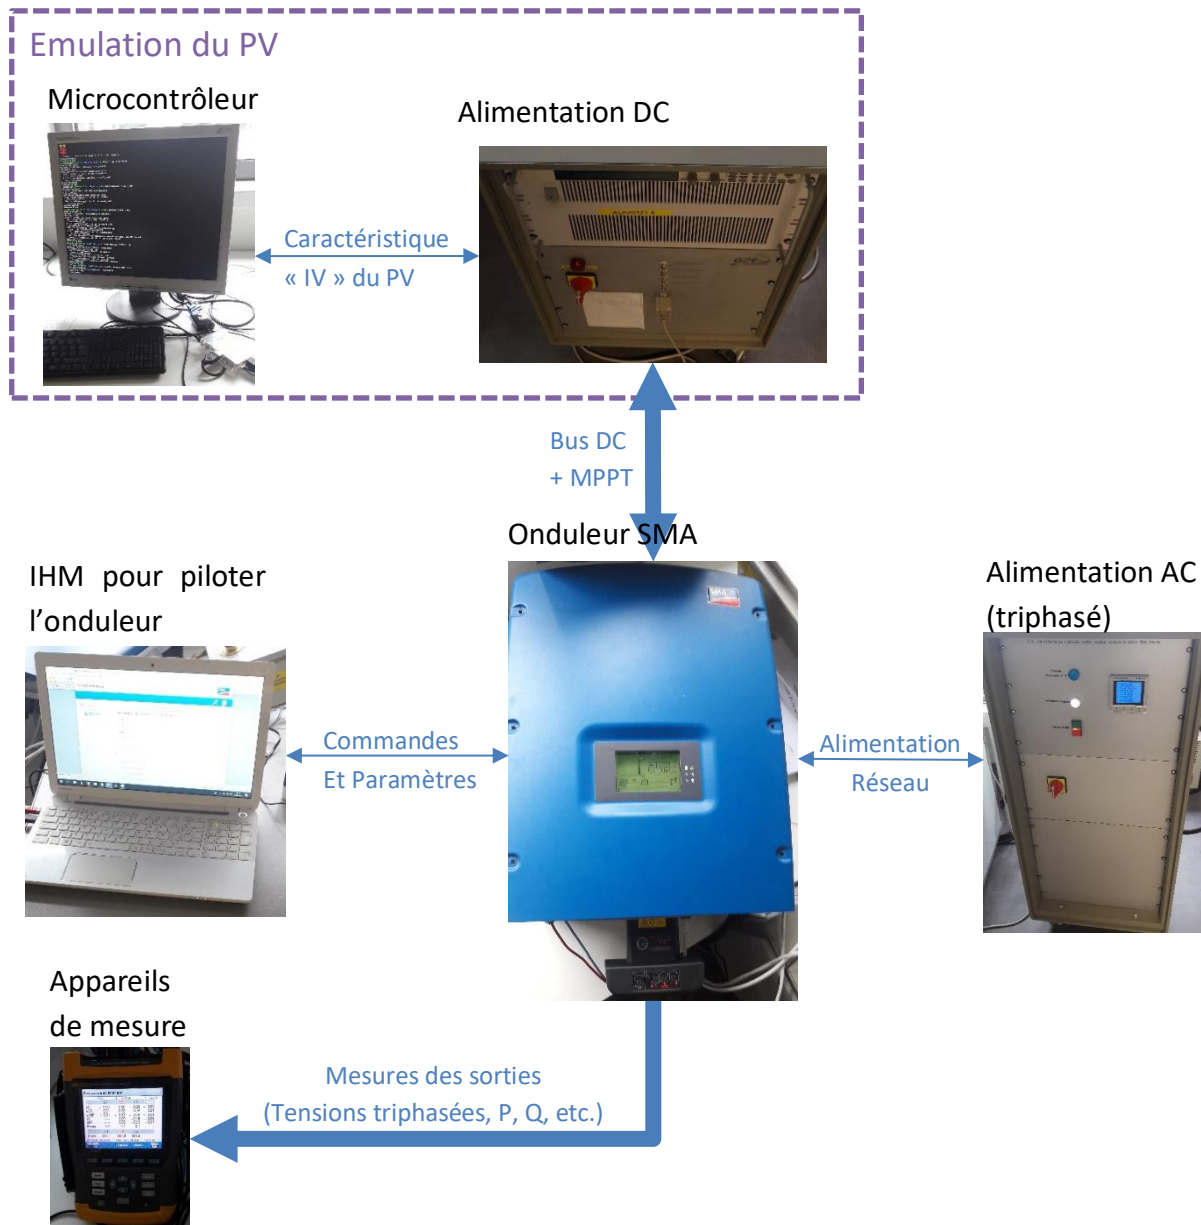 Emulation du PV
Microcontrôleur
Alimentation DC
Caractéristique
« IV » du PV
Bus DC
+ MPPT
Onduleur SMA
IHM pour piloter
l’onduleur
Alimentation AC
(triphasé)
Commandes
Et Paramètres
Alimentation
Réseau
Appareils
de mesure
Mesures des sorties
(Tensions triphasées, P, Q, etc.)